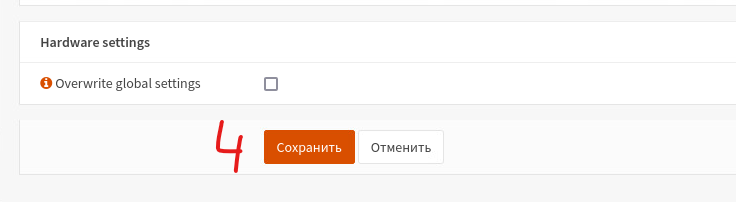 Hardware settings
Overwrite global settings
4 Сохранить Отменить